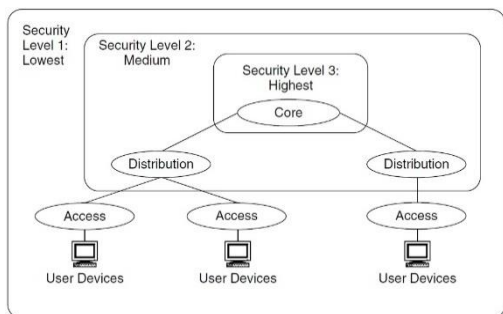 Security
Level 1:
Lowest
Security Level 2:
Medium
Security Level 3:
Highest
Core
Distribution
Distribution
Access
Access
Access
User Devices
User Devices
User Devices